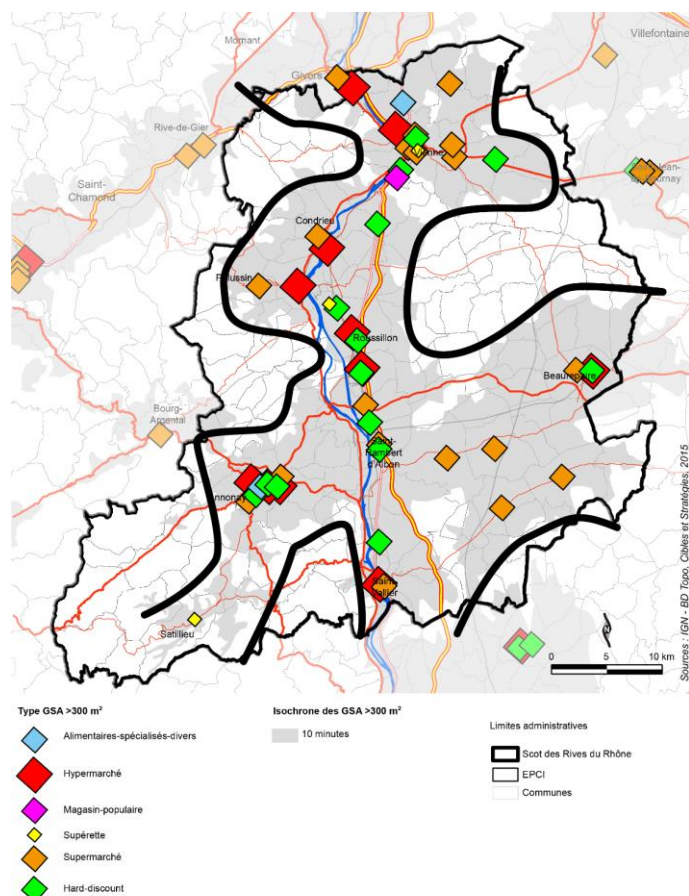 Villefontaine
Mornant
Givors
Rive-de-Gier
Vienne
Saint-
Chamond
Condrieu
Pélussin
Roussillon
Beaurepaire
Bourg-
Argental
Saint-
Rambert
d'Albon
Annonay
Saint-
Vallier
Satillieu
0 5 10 km
Sources : IGN - BD Topo, Cibles et Stratégies, 2015
Type GSA >300 m²
Alimentaires-spécialisés-divers
Hypermarché
Magasin-populaire
Supérette
Supermarché
Hard-discount
Isochrone des GSA >300 m²
10 minutes
Limites administratives
Scot des Rives du Rhône
EPCI
Communes